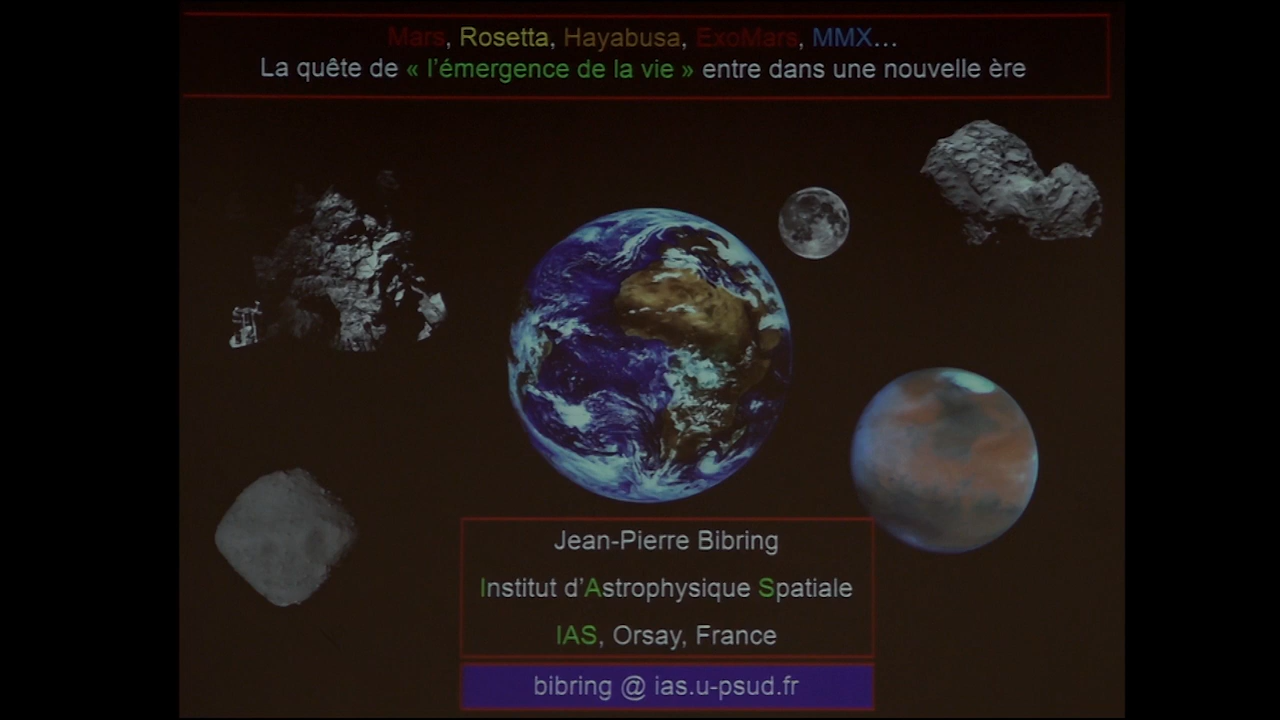 Mars, Rosetta, Hayabusa, ExoMars, MMX...
La quête de « l'émergence de la vie » entre dans une nouvelle ère
Jean-Pierre Bibring
Institut d'Astrophysique Spatiale
IAS, Orsay, France
bibring @ ias.u-psud.fr